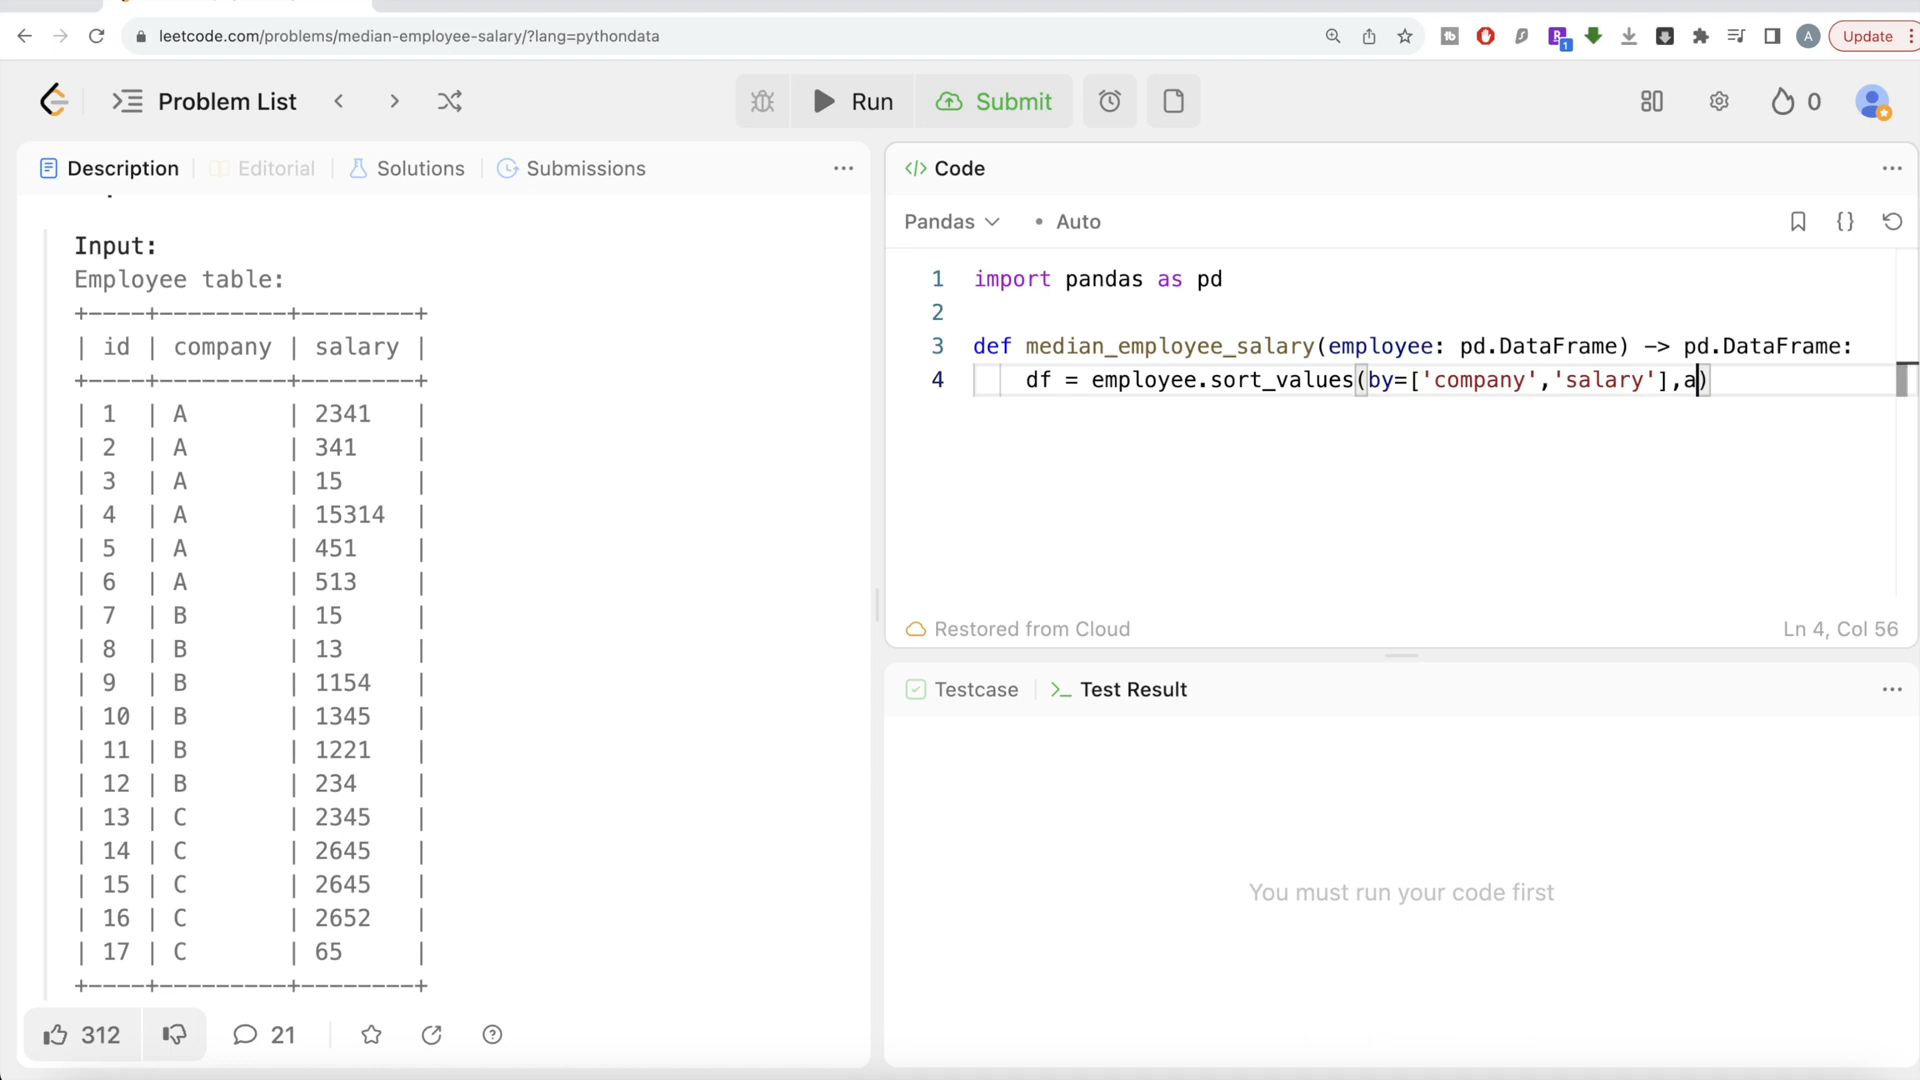 leetcode.com/problems/median-employee-salary/?lang=pythondata
Update
Problem List
Run
Submit
0
Description
Editorial
Solutions
Submissions
Input:
Employee table:
+----+---------+--------+
| id | company | salary |
+----+---------+--------+
| 1  | A       | 2341   |
| 2  | A       | 341    |
| 3  | A       | 15     |
| 4  | A       | 15314  |
| 5  | A       | 451    |
| 6  | A       | 513    |
| 7  | B       | 15     |
| 8  | B       | 13     |
| 9  | B       | 1154   |
| 10 | B       | 1345   |
| 11 | B       | 1221   |
| 12 | B       | 234    |
| 13 | C       | 2345   |
| 14 | C       | 2645   |
| 15 | C       | 2645   |
| 16 | C       | 2652   |
| 17 | C       | 65     |
+----+---------+--------+
312
21
</> Code
Pandas
• Auto
1 import pandas as pd
2
3 def median_employee_salary(employee: pd.DataFrame) -> pd.DataFrame:
4     df = employee.sort_values(by=['company','salary'],a)
Restored from Cloud
Ln 4, Col 56
Testcase
>_ Test Result
You must run your code first